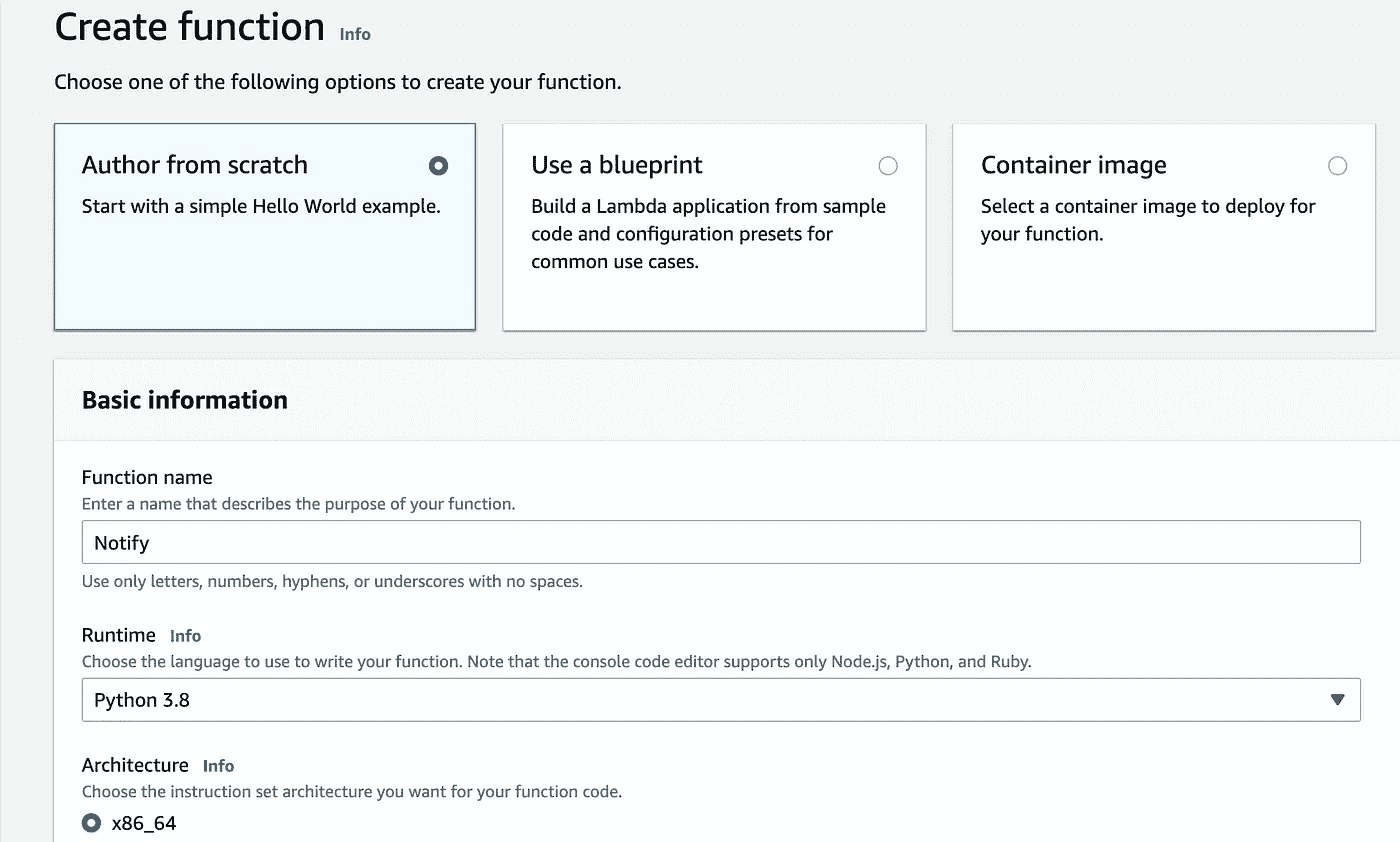 Create function Info
Choose one of the following options to create your function.
Author from scratch
Start with a simple Hello World example.
Use a blueprint
Build a Lambda application from sample
code and configuration presets for
common use cases.
Container image
Select a container image to deploy for
your function.
Basic information
Function name
Enter a name that describes the purpose of your function.
Notify
Use only letters, numbers, hyphens, or underscores with no spaces.
Runtime Info
Choose the language to use to write your function. Note that the console code editor supports only Node.js, Python, and Ruby.
Python 3.8
Architecture Info
Choose the instruction set architecture you want for your function code.
x86_64